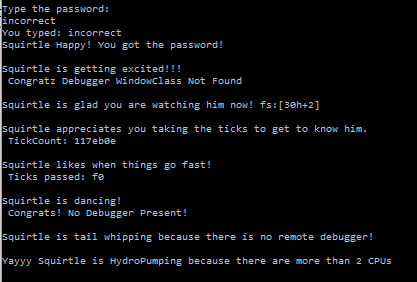 Type the password:
incorrect
You typed: incorrect
Squirtle Happy! You got the password!
Squirtle is getting excited!!!
Congratz Debugger WindowClass Not Found
Squirtle is glad you are watching him now! fs:[30h+2]
Squirtle appreciates you taking the ticks to get to know him.
TickCount: 117eb0e
Squirtle likes when things go fast!
Ticks passed: f0
Squirtle is dancing!
Congrats! No Debugger Present!
Squirtle is tail whipping because there is no remote debugger!
Yayyy Squirtle is HydroPumping because there are more than 2 CPUs